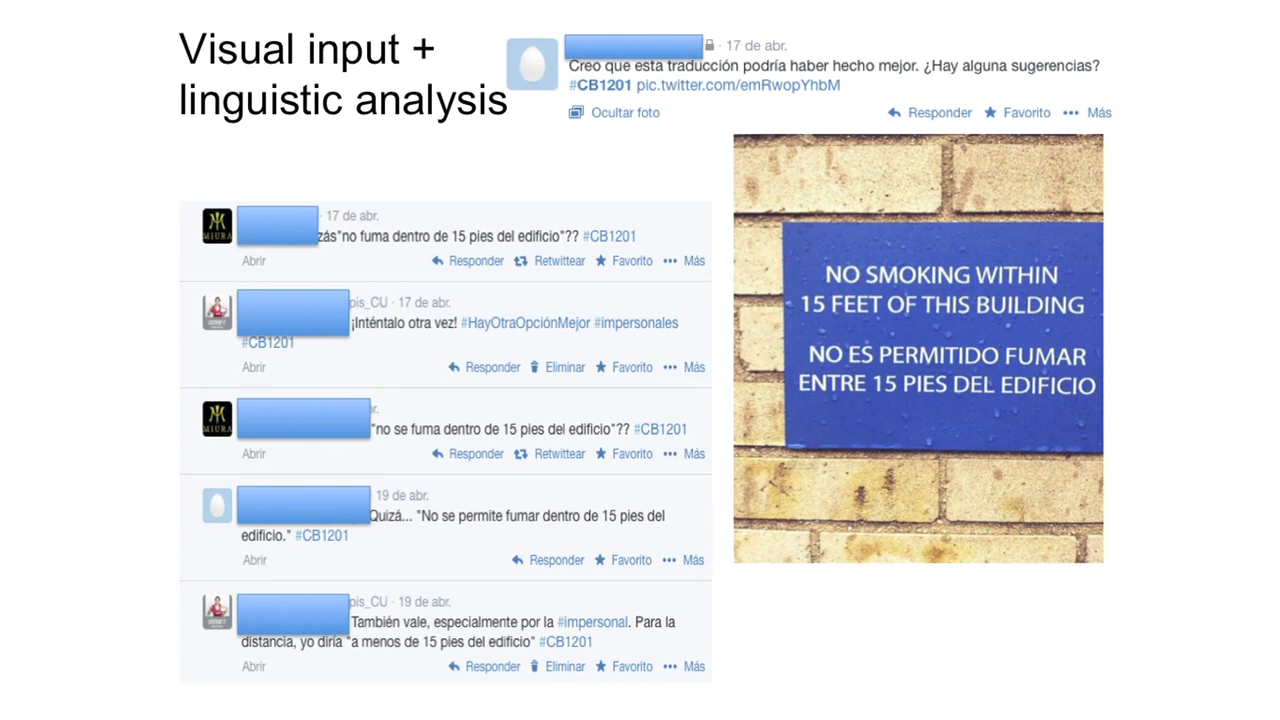 Visual input +
linguistic analysis
17 de abr.
Creo que esta traducción podría haber hecho mejor. ¿Hay alguna sugerencias?
#CB1201 pic.twitter.com/emRwopYhbM
Ocultar foto
Responder Favorito Más
17 de abr.
zás"no fuma dentro de 15 pies del edificio"?? #CB1201
Abrir Responder Retwittear Favorito Más
pis_CU · 17 de abr.
¡Inténtalo otra vez! #HayOtraOpciónMejor #impersonales
#CB1201
Abrir Responder Eliminar Favorito Más
"no se fuma dentro de 15 pies del edificio"?? #CB1201
Abrir Responder Retwittear Favorito Más
19 de abr.
Quizá... "No se permite fumar dentro de 15 pies del
edificio." #CB1201
Abrir Responder Favorito Más
pis_CU · 19 de abr.
También vale, especialmente por la #impersonal. Para la
distancia, yo diría "a menos de 15 pies del edificio" #CB1201
Abrir Responder Eliminar Favorito Más
MIURA
MIURA
NO SMOKING WITHIN
15 FEET OF THIS BUILDING
NO ES PERMITIDO FUMAR
ENTRE 15 PIES DEL EDIFICIO